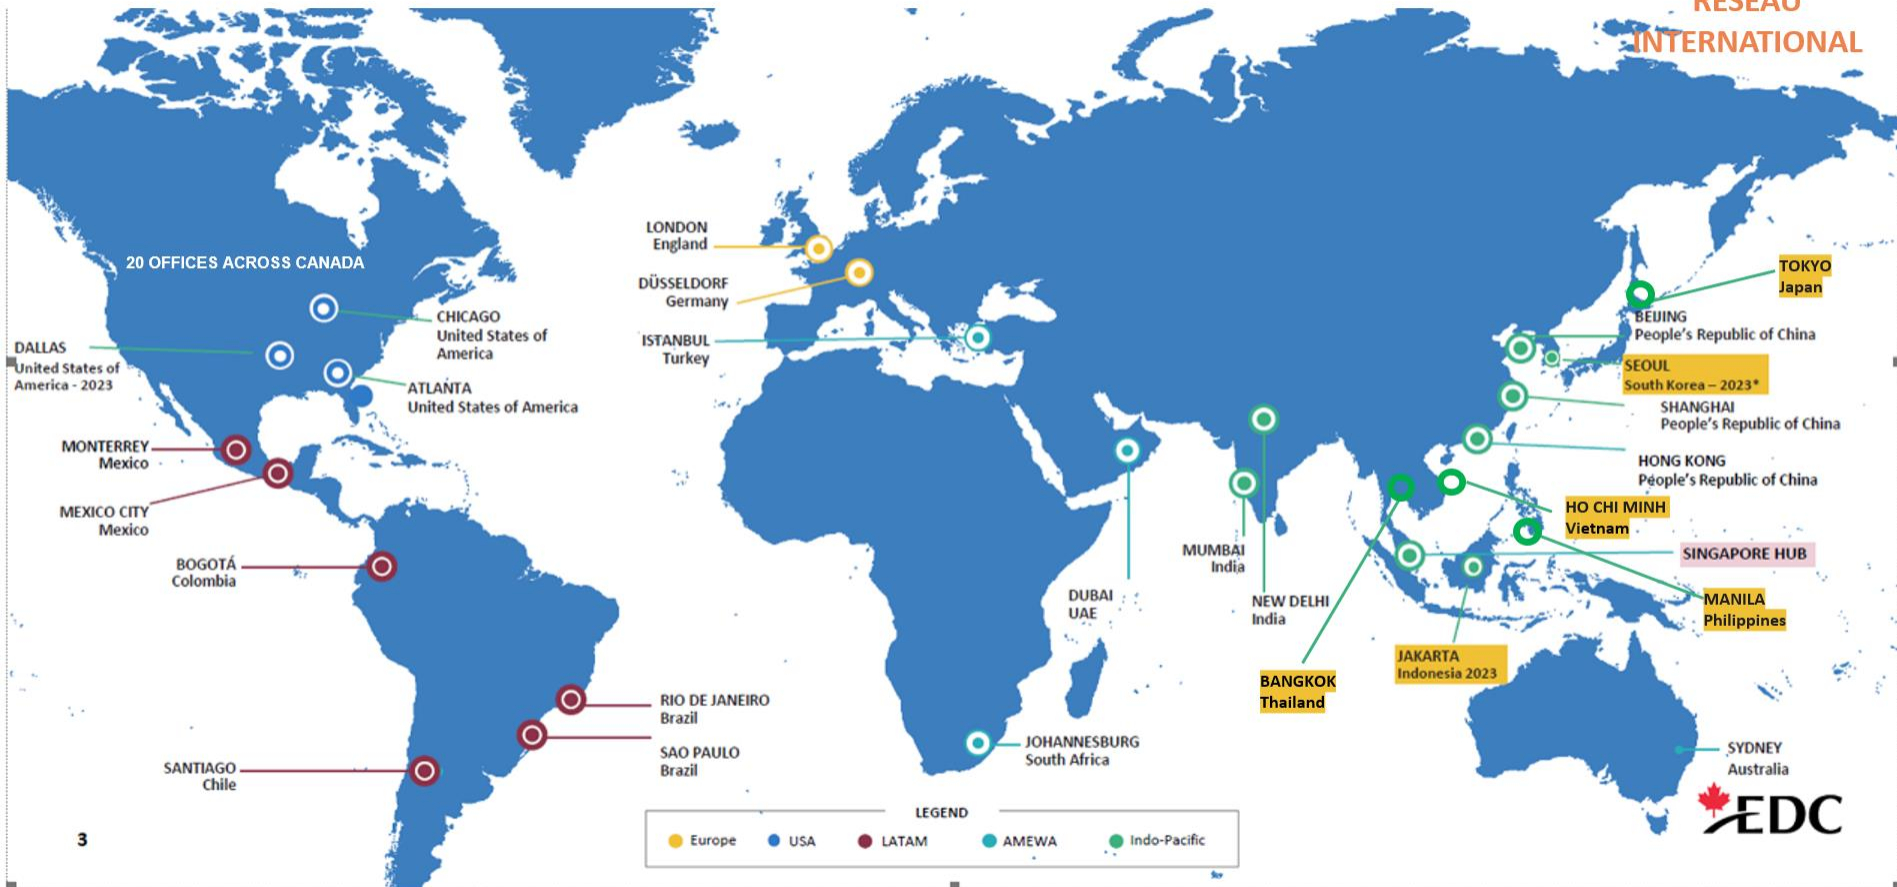 RÉSEAU
INTERNATIONAL
20 OFFICES ACROSS CANADA
CHICAGO
United States of
America
DALLAS
United States of
America - 2023
ATLANTA
United States of America
MONTERREY
Mexico
MEXICO CITY
Mexico
BOGOTÁ
Colombia
RIO DE JANEIRO
Brazil
SAO PAULO
Brazil
SANTIAGO
Chile
LONDON
England
DÜSSELDORF
Germany
ISTANBUL
Turkey
DUBAI
UAE
JOHANNESBURG
South Africa
MUMBAI
India
NEW DELHI
India
BANGKOK
Thailand
JAKARTA
Indonesia 2023
TOKYO
Japan
BEIJING
People's Republic of China
SEOUL
South Korea – 2023*
SHANGHAI
People's Republic of China
HONG KONG
People's Republic of China
HO CHI MINH
Vietnam
SINGAPORE HUB
MANILA
Philippines
SYDNEY
Australia
EDC
LEGEND
Europe
USA
LATAM
AMEWA
Indo-Pacific
3